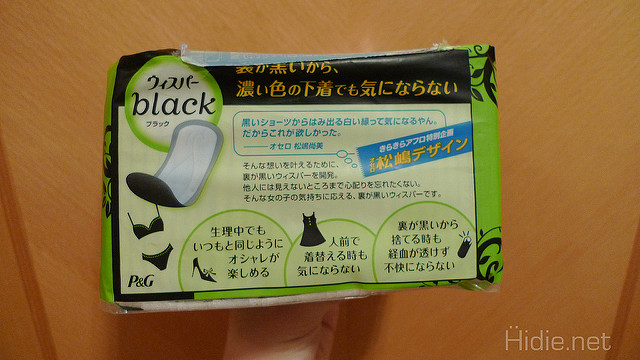 ウィスパー
black
ブラック
裏が黒いから、
濃い色の下着でも気にならない
黒いショーツからはみ出る白い縁って気になるやん。
だからこれが欲しかった。
オセロ 松嶋尚美
きらきらアフロ特別企画
松嶋デザイン
そんな想いを叶えるために、
裏が黒いウィスパーを開発。
他人には見えないところまで心配りを忘れたくない。
そんな女の子の気持ちに応える、裏が黒いウィスパーです。
生理中でも
いつもと同じように
オシャレが
楽しめる
人前で
着替える時も
気にならない
裏が黒いから
捨てる時も
経血が透けず
不快にならない
P&G
Hidie.net